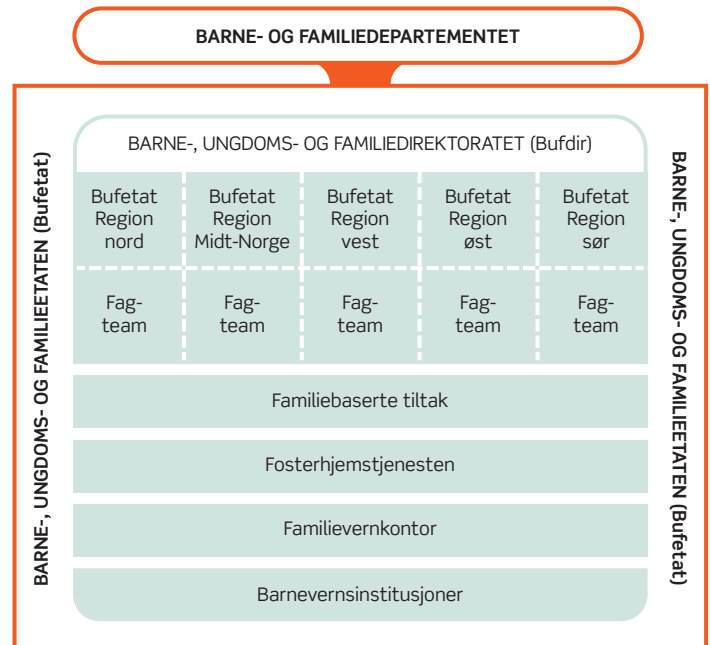 BARNE- OG FAMILIEDEPARTEMENTET
BARNE-, UNGDOMS- OG FAMILIEETATEN (Bufetat)
BARNE-, UNGDOMS- OG FAMILIEDIREKTORATET (Bufdir)
Bufetat
Region
nord
Bufetat
Region
Midt-Norge
Bufetat
Region
vest
Bufetat
Region
øst
Bufetat
Region
sør
Fag-
team
Fag-
team
Fag-
team
Fag-
team
Fag-
team
Familiebaserte tiltak
Fosterhjemstjenesten
Familievernkontor
Barnevernsinstitusjoner
BARNE-, UNGDOMS- OG FAMILIEETATEN (Bufetat)